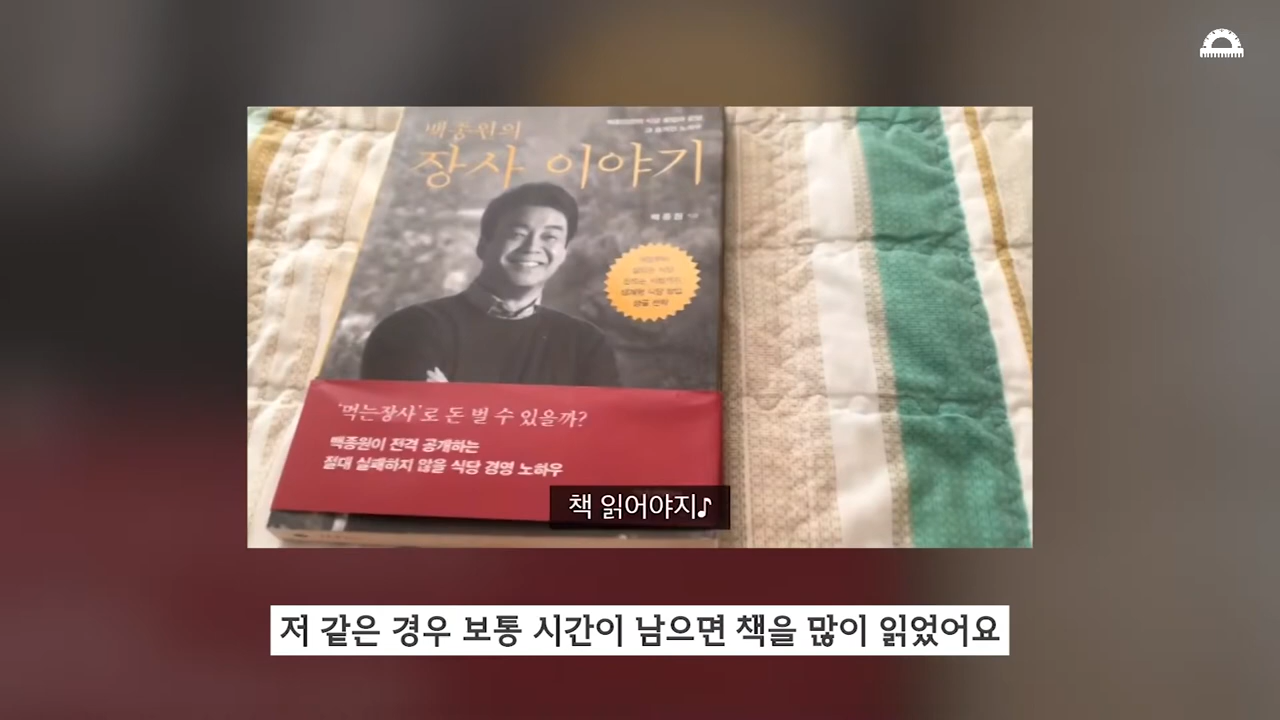 백종원의
장사 이야기
백종원
'먹는장사'로 돈 벌 수 있을까?
백종원이 전격 공개하는
절대 실패하지 않을 식당 경영 노하우
책 읽어야지♪
저 같은 경우 보통 시간이 남으면 책을 많이 읽었어요